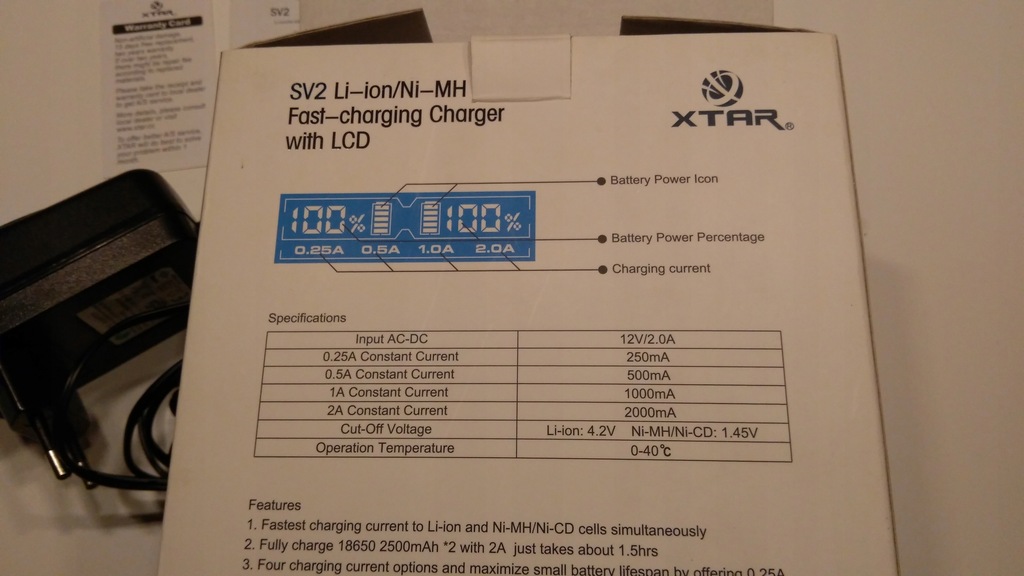 XTAR
Warranty Card
SV2
SV2 Li-ion/Ni-MH
Fast-charging Charger
with LCD
XTAR®
100% 100%
0.25A 0.5A 1.0A 2.0A
Battery Power Icon
Battery Power Percentage
Charging current
Specifications
Input AC-DC 12V/2.0A
0.25A Constant Current 250mA
0.5A Constant Current 500mA
1A Constant Current 1000mA
2A Constant Current 2000mA
Cut-Off Voltage Li-ion: 4.2V Ni-MH/Ni-CD: 1.45V
Operation Temperature 0-40℃
Features
1. Fastest charging current to Li-ion and Ni-MH/Ni-CD cells simultaneously
2. Fully charge 18650 2500mAh *2 with 2A just takes about 1.5hrs
3. Four charging current options and maximize small battery lifespan by offering 0.25A